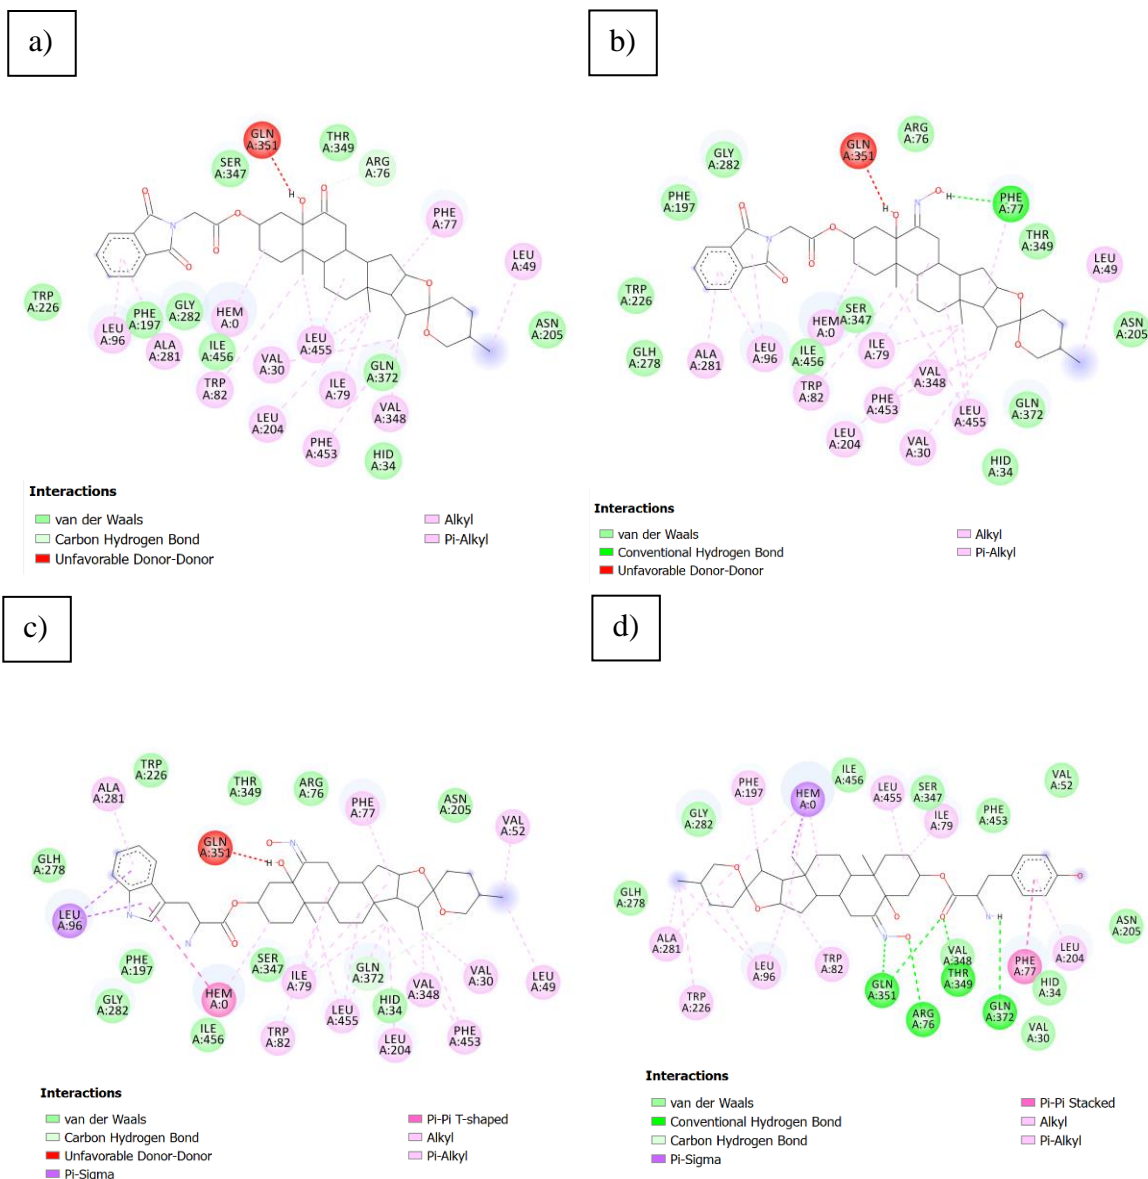 a)
GLN
A:351
THR
A:349
SER
A:347
ARG
A:76
PHE
A:77
LEU
A:49
TRP
A:226
PHE
A:197
GLY
A:282
HEM
A:0
ASN
A:205
LEU
A:96
ALA
A:281
ILE
A:456
LEU
A:455
VAL
A:30
GLN
A:372
TRP
A:82
ILE
A:79
LEU
A:204
VAL
A:348
PHE
A:453
HID
A:34
H
O
O
O
O
O
O
N
O
O
O
Interactions
van der Waals
Carbon Hydrogen Bond
Unfavorable Donor-Donor
Alkyl
Pi-Alkyl
b)
ARG
A:76
GLN
A:351
GLY
A:282
PHE
A:197
PHE
A:77
THR
A:349
LEU
A:49
TRP
A:226
SER
A:347
HEM
A:0
ASN
A:205
GLH
A:278
ALA
A:281
LEU
A:96
ILE
A:456
ILE
A:79
TRP
A:82
VAL
A:348
PHE
A:453
GLN
A:372
LEU
A:455
LEU
A:204
VAL
A:30
HID
A:34
O
H
N
H
O
O
O
O
N
O
O
O
O
Interactions
van der Waals
Conventional Hydrogen Bond
Unfavorable Donor-Donor
Alkyl
Pi-Alkyl
c)
TRP
A:226
ALA
A:281
THR
A:349
ARG
A:76
PHE
A:77
ASN
A:205
VAL
A:52
GLN
A:351
GLH
A:278
LEU
A:96
PHE
A:197
SER
A:347
GLN
A:372
ILE
A:79
VAL
A:348
VAL
A:30
LEU
A:49
GLY
A:282
HEM
A:0
HID
A:34
LEU
A:455
ILE
A:456
TRP
A:82
LEU
A:204
PHE
A:453
O
N
H
O
O
O
N
N
O
O
Interactions
van der Waals
Carbon Hydrogen Bond
Unfavorable Donor-Donor
Pi-Sigma
Pi-Pi T-shaped
Alkyl
Pi-Alkyl
d)
PHE
A:197
HEM
A:0
ILE
A:456
LEU
A:455
SER
A:347
VAL
A:52
GLY
A:282
ILE
A:79
PHE
A:453
GLH
A:278
ASN
A:205
ALA
A:281
LEU
A:96
TRP
A:82
VAL
A:348
THR
A:349
PHE
A:77
LEU
A:204
HID
A:34
TRP
A:226
GLN
A:351
ARG
A:76
GLN
A:372
VAL
A:30
O
O
O
O
O
N
H
O
N
O
O
Interactions
van der Waals
Conventional Hydrogen Bond
Carbon Hydrogen Bond
Pi-Sigma
Pi-Pi Stacked
Alkyl
Pi-Alkyl